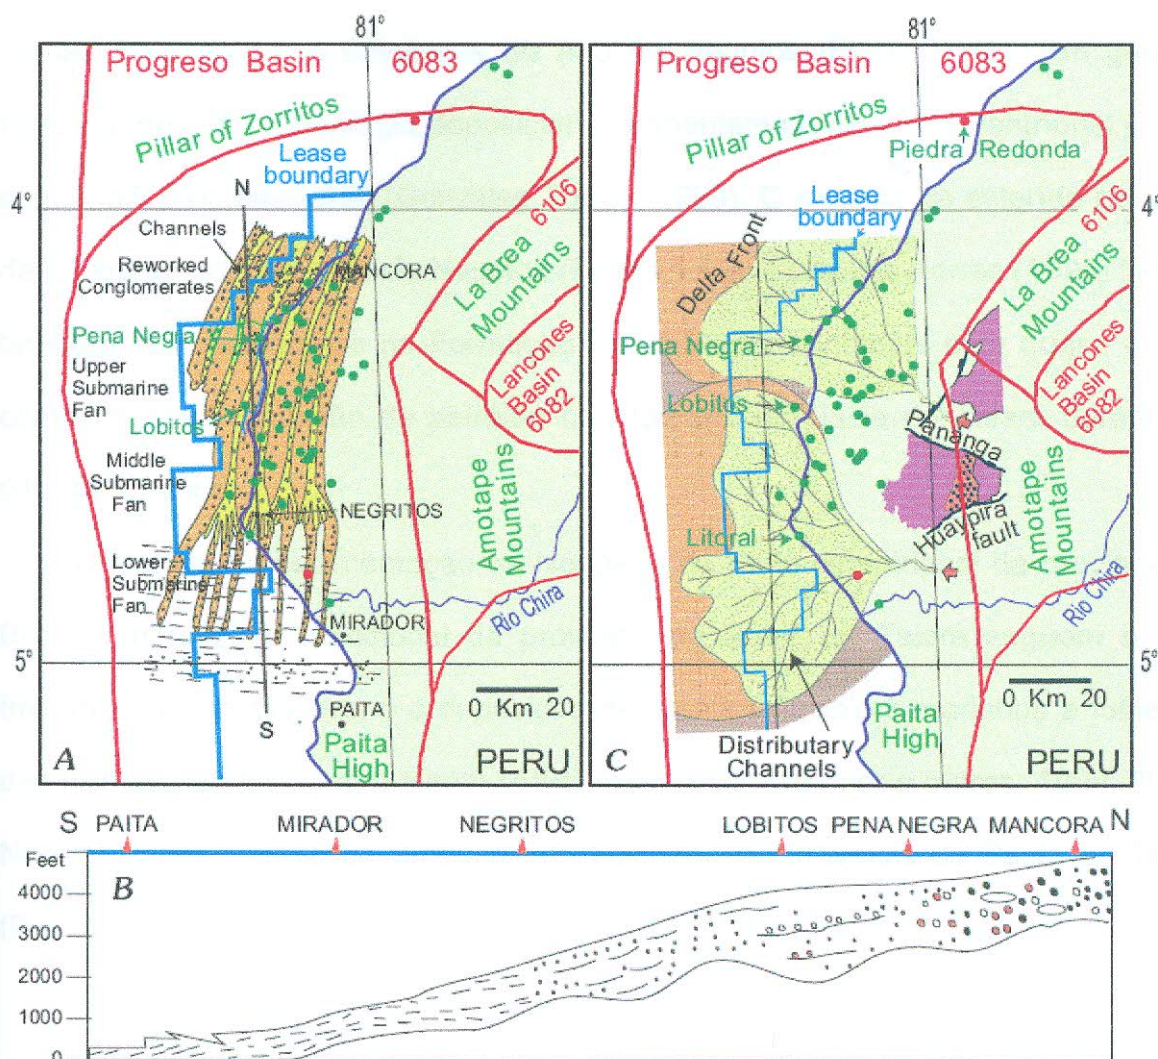 81°
81°
Progreso Basin
6083
Pillar of Zorritos
Lease
boundary
N
4°
Channels
Reworked
Conglomerates
MANCORA
6106
La Brea
Mountains
Pena Negra
Upper
Submarine
Fan
Lobitos
Lancones
Basin
6082
Middle
Submarine
Fan
NEGRITOS
Amotape
Mountains
Lower
Submarine
Fan
Rio Chira
MIRADOR
5°
0 Km 20
S
PAITA
Paita
High
A
PERU
Progreso Basin
6083
Pillar of Zorritos
Piedra Redonda
Lease
boundary
4°
6106
Delta Front
La Brea
Mountains
Pena Negra
Lancones
Basin
6082
Lobitos
Pananga
Litoral
Huaypira
fault
Amotape
Mountains
Rio Chira
5°
0 Km 20
Paita
High
Distributary
Channels
C
PERU
S PAITA MIRADOR NEGRITOS LOBITOS PENA NEGRA MANCORA N
Feet
B
4000
3000
2000
1000
0